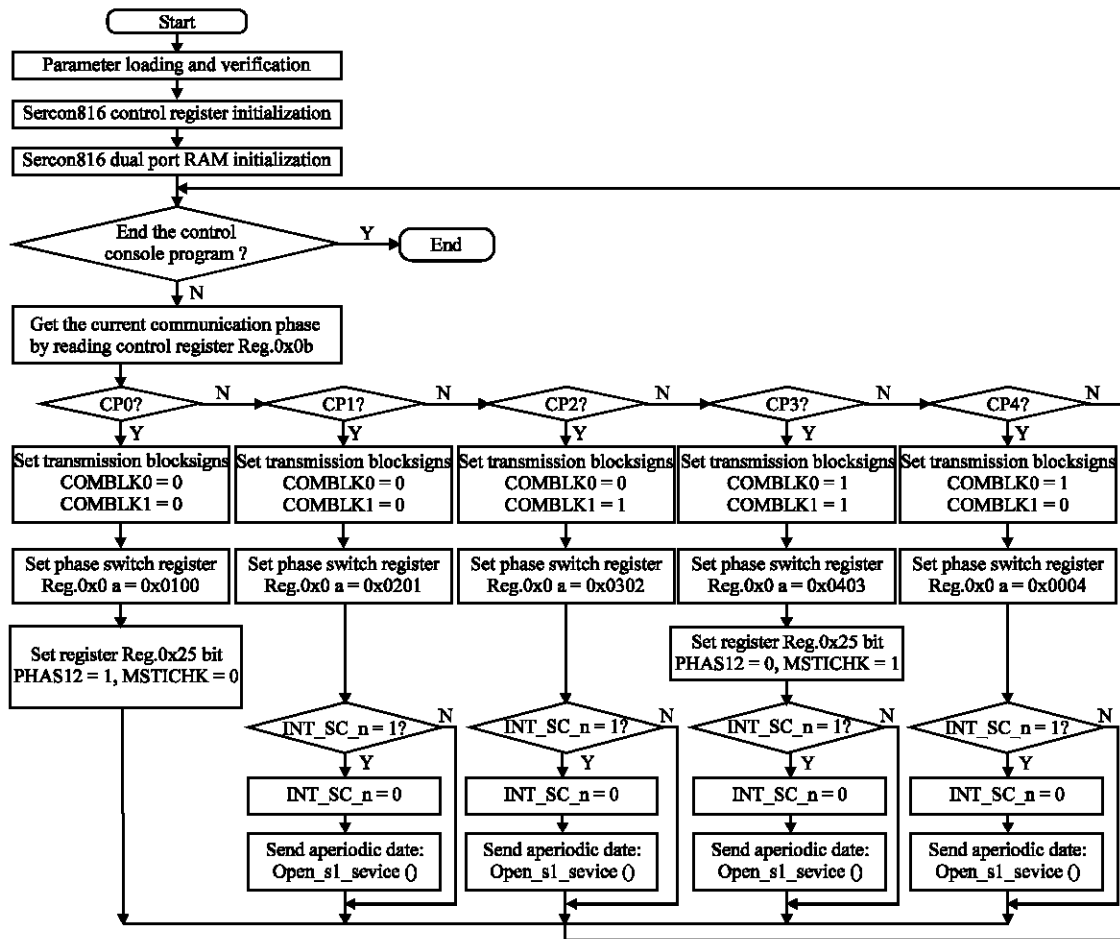 Start
Parameter loading and verification
Sercon816 control register initialization
Sercon816 dual port RAM initialization
End the control
console program ?
Y
End
N
Get the current communication phase
by reading control register Reg.0x0b
CP0?
N
CP1?
N
CP2?
N
CP3?
N
CP4?
N
Y
Y
Y
Y
Y
Set transmission blocksigns
COMBLK0 = 0
COMBLK1 = 0
Set transmission blocksigns
COMBLK0 = 0
COMBLK1 = 0
Set transmission blocksigns
COMBLK0 = 0
COMBLK1 = 1
Set transmission blocksigns
COMBLK0 = 1
COMBLK1 = 1
Set transmission blocksigns
COMBLK0 = 1
COMBLK1 = 0
Set phase switch register
Reg.0x0 a = 0x0100
Set phase switch register
Reg.0x0 a = 0x0201
Set phase switch register
Reg.0x0 a = 0x0302
Set phase switch register
Reg.0x0 a = 0x0403
Set phase switch register
Reg.0x0 a = 0x0004
Set register Reg.0x25 bit
PHAS12 = 1, MSTICHK = 0
Set register Reg.0x25 bit
PHAS12 = 0, MSTICHK = 1
INT_SC_n = 1?
N
INT_SC_n = 1?
N
INT_SC_n = 1?
N
INT_SC_n = 1?
N
Y
Y
Y
Y
INT_SC_n = 0
INT_SC_n = 0
INT_SC_n = 0
INT_SC_n = 0
Send aperiodic date:
Open_s1_sevice ()
Send aperiodic date:
Open_s1_sevice ()
Send aperiodic date:
Open_s1_sevice ()
Send aperiodic date:
Open_s1_sevice ()